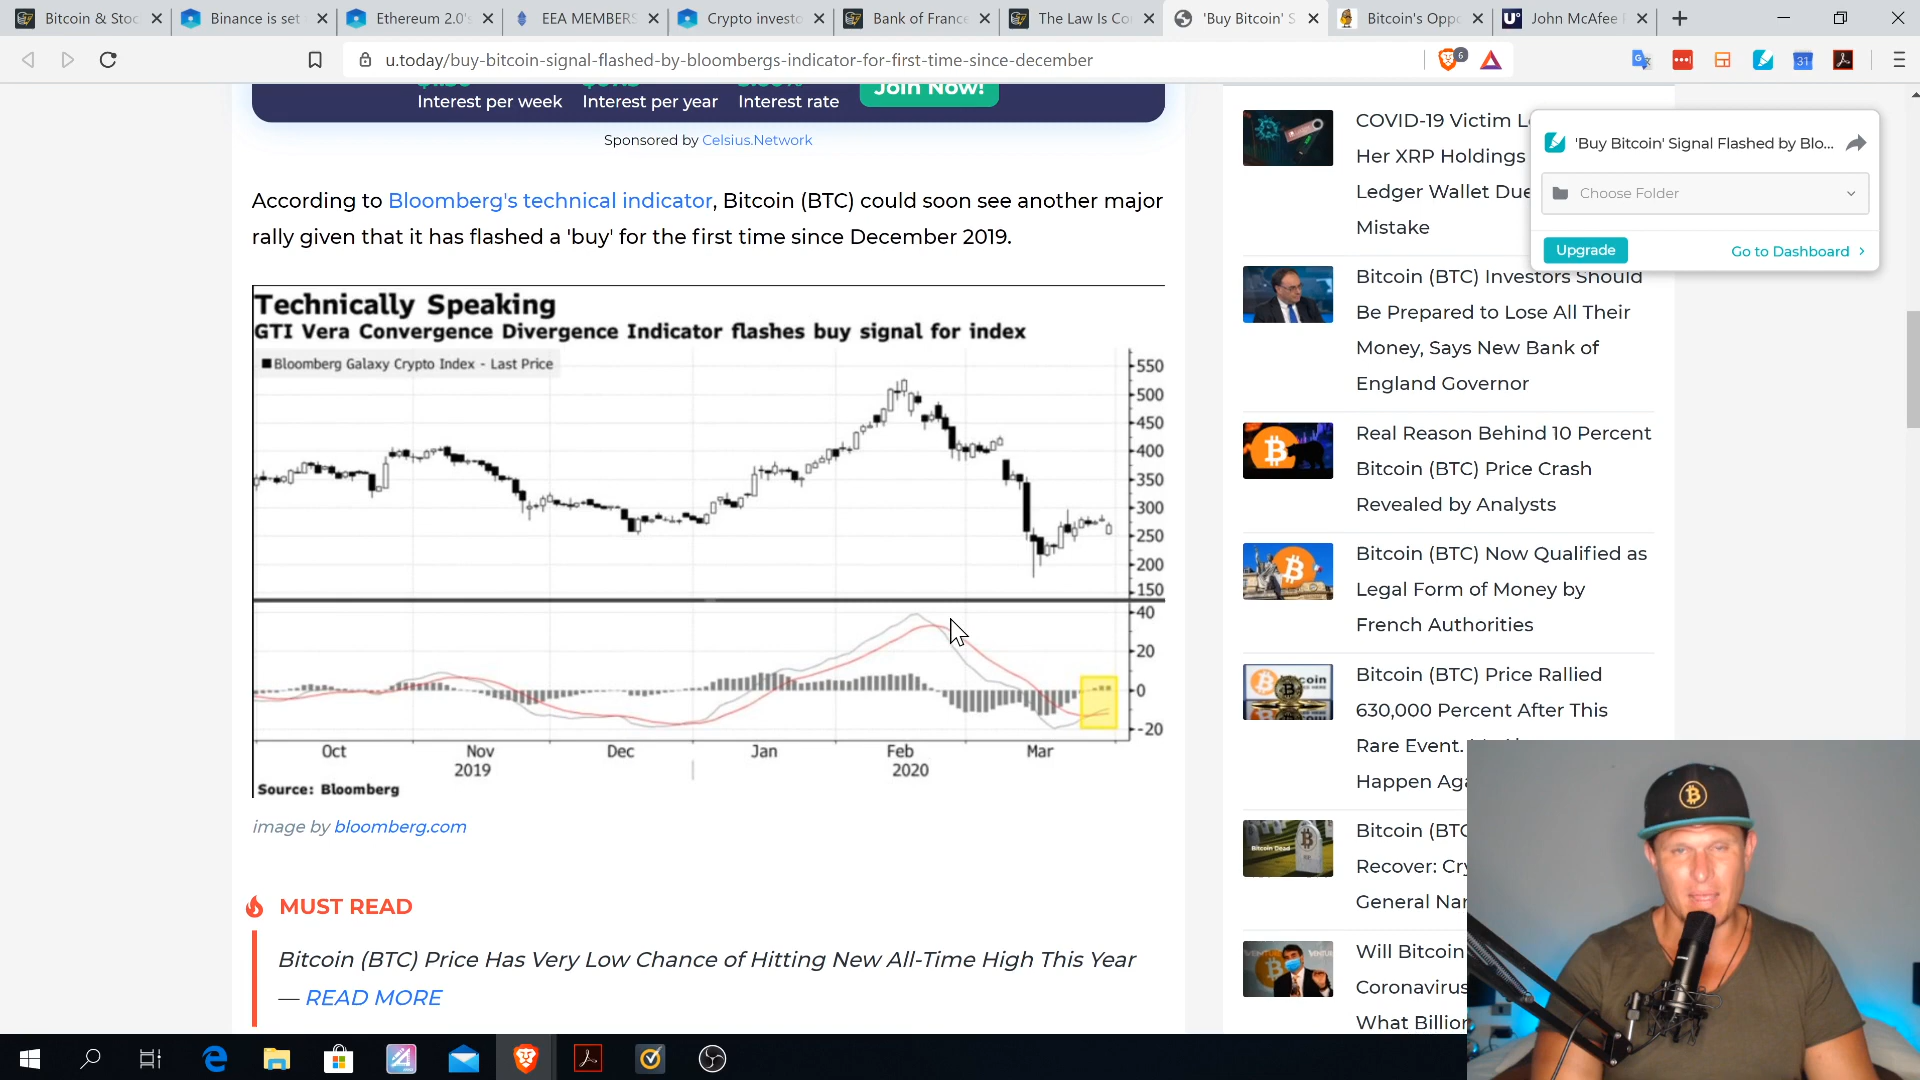 Bitcoin & Stoc
Binance is set
Ethereum 2.0's
EEA MEMBERS
Crypto investo
Bank of France
The Law Is Co
'Buy Bitcoin' S
Bitcoin's Oppo
John McAfee
u.today/buy-bitcoin-signal-flashed-by-bloombergs-indicator-for-first-time-since-december
6
31
Interest per week
Interest per year
Interest rate
Join Now!
Sponsored by Celsius.Network
According to Bloomberg's technical indicator, Bitcoin (BTC) could soon see another major
rally given that it has flashed a 'buy' for the first time since December 2019.
Technically Speaking
GTI Vera Convergence Divergence Indicator flashes buy signal for index
Bloomberg Galaxy Crypto Index - Last Price
550
500
450
400
350
300
250
200
150
40
20
0
-20
Oct
Nov
Dec
Jan
Feb
Mar
2019
2020
Source: Bloomberg
image by bloomberg.com
MUST READ
Bitcoin (BTC) Price Has Very Low Chance of Hitting New All-Time High This Year
— READ MORE
COVID-19 Victim L
Her XRP Holdings
Ledger Wallet Due
Mistake
Bitcoin (BTC) Investors Should
Be Prepared to Lose All Their
Money, Says New Bank of
England Governor
Real Reason Behind 10 Percent
Bitcoin (BTC) Price Crash
Revealed by Analysts
Bitcoin (BTC) Now Qualified as
Legal Form of Money by
French Authorities
Bitcoin (BTC) Price Rallied
630,000 Percent After This
Rare Event.
Happen Aga
Bitcoin Dead
Bitcoin (BTC
Recover: Cry
General Nar
Will Bitcoin
Coronavirus
What Billior
'Buy Bitcoin' Signal Flashed by Blo...
Choose Folder
Upgrade
Go to Dashboard